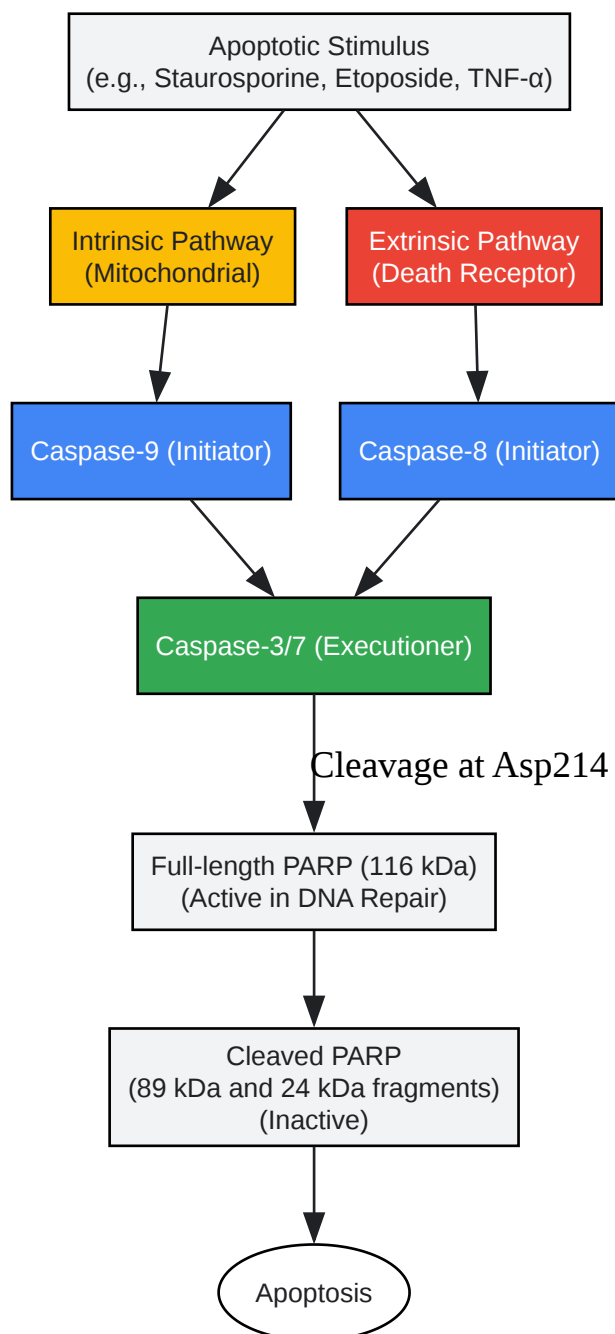 Apoptotic Stimulus
(e.g., Staurosporine, Etoposide, TNF-α)
Intrinsic Pathway
(Mitochondrial)
Extrinsic Pathway
(Death Receptor)
Caspase-9 (Initiator)
Caspase-8 (Initiator)
Caspase-3/7 (Executioner)
Cleavage at Asp214
Full-length PARP (116 kDa)
(Active in DNA Repair)
Cleaved PARP
(89 kDa and 24 kDa fragments)
(Inactive)
Apoptosis